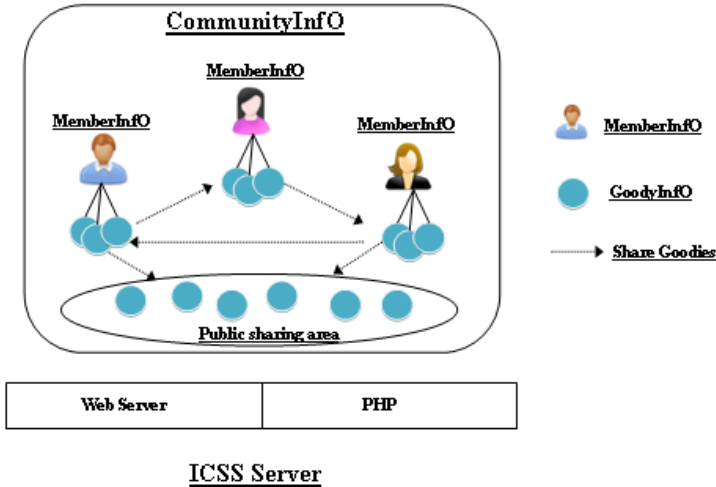 CommunityInfO
MemberInfO
MemberInfO
MemberInfO
MemberInfO
GoodyInfO
Share Goodies
Public sharing area
Web Server
PHP
ICSS Server